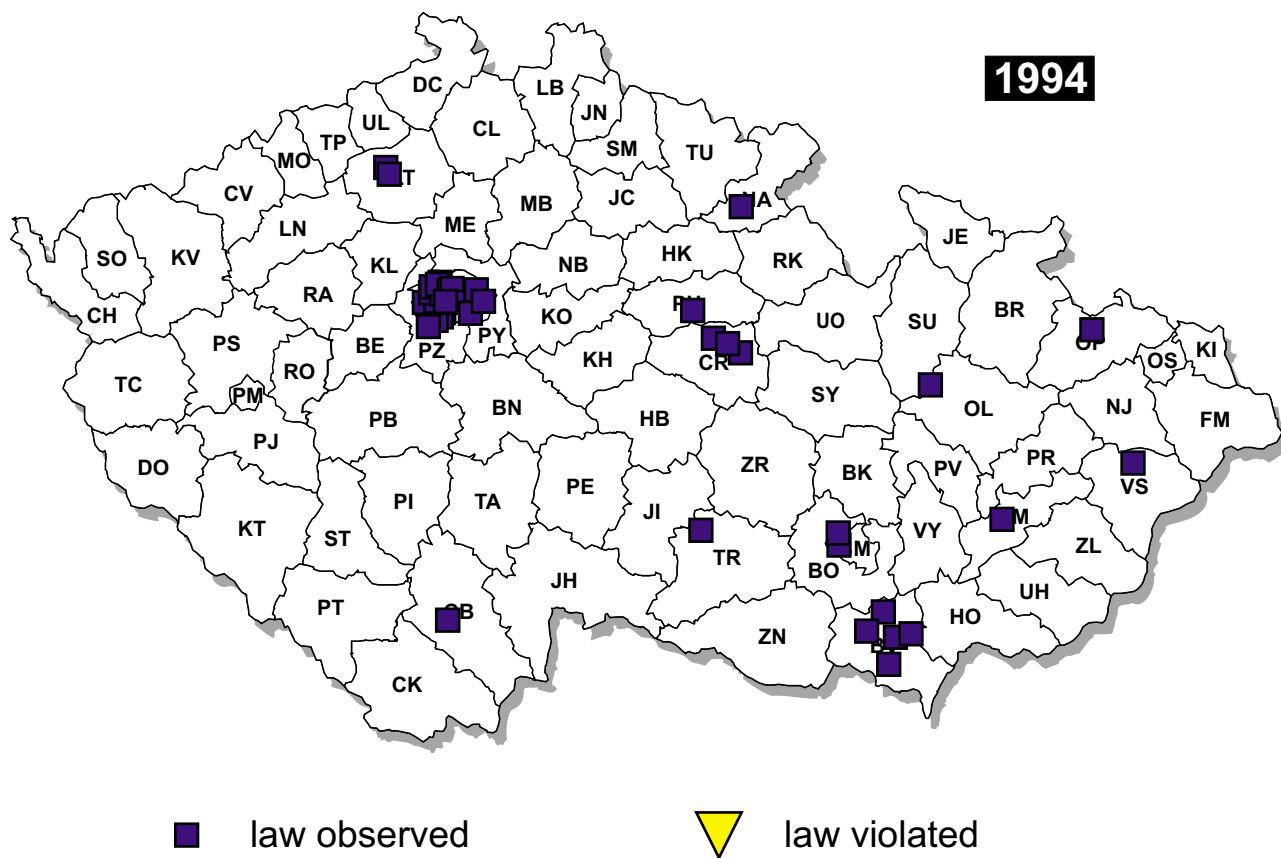 1994
DC
LB
JN
UL
CL
TP
MO
SM
TU
CV
MB
JC
ME
LN
JE
SO
KV
KL
NB
HK
RK
RA
CH
KO
UO
SU
BR
PS
BE
PZ
PY
KH
CR
RO
OS
KI
TC
PM
PB
BN
HB
SY
OL
NJ
FM
PJ
DO
ZR
BK
PV
PR
PI
TA
PE
VS
KT
ST
JI
VY
ZL
TR
BO
JH
PT
UH
HO
ZN
CK
law observed
law violated